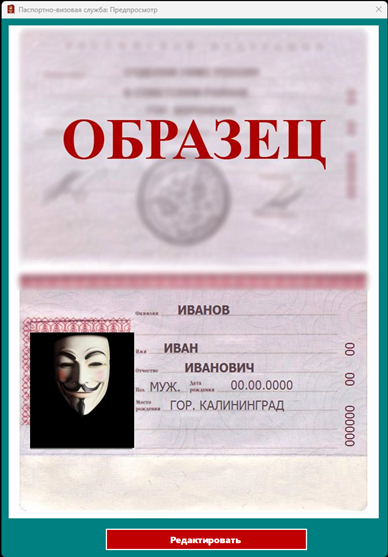 Паспортно-визовая служба: Предпросмотр
ОБРАЗЕЦ
Фамилия ИВАНОВ
Имя ИВАН
Отчество ИВАНОВИЧ
Пол МУЖ. Дата рождения 00.00.0000
Место рождения ГОР. КАЛИНИНГРАД
00 00 000000
Редактировать